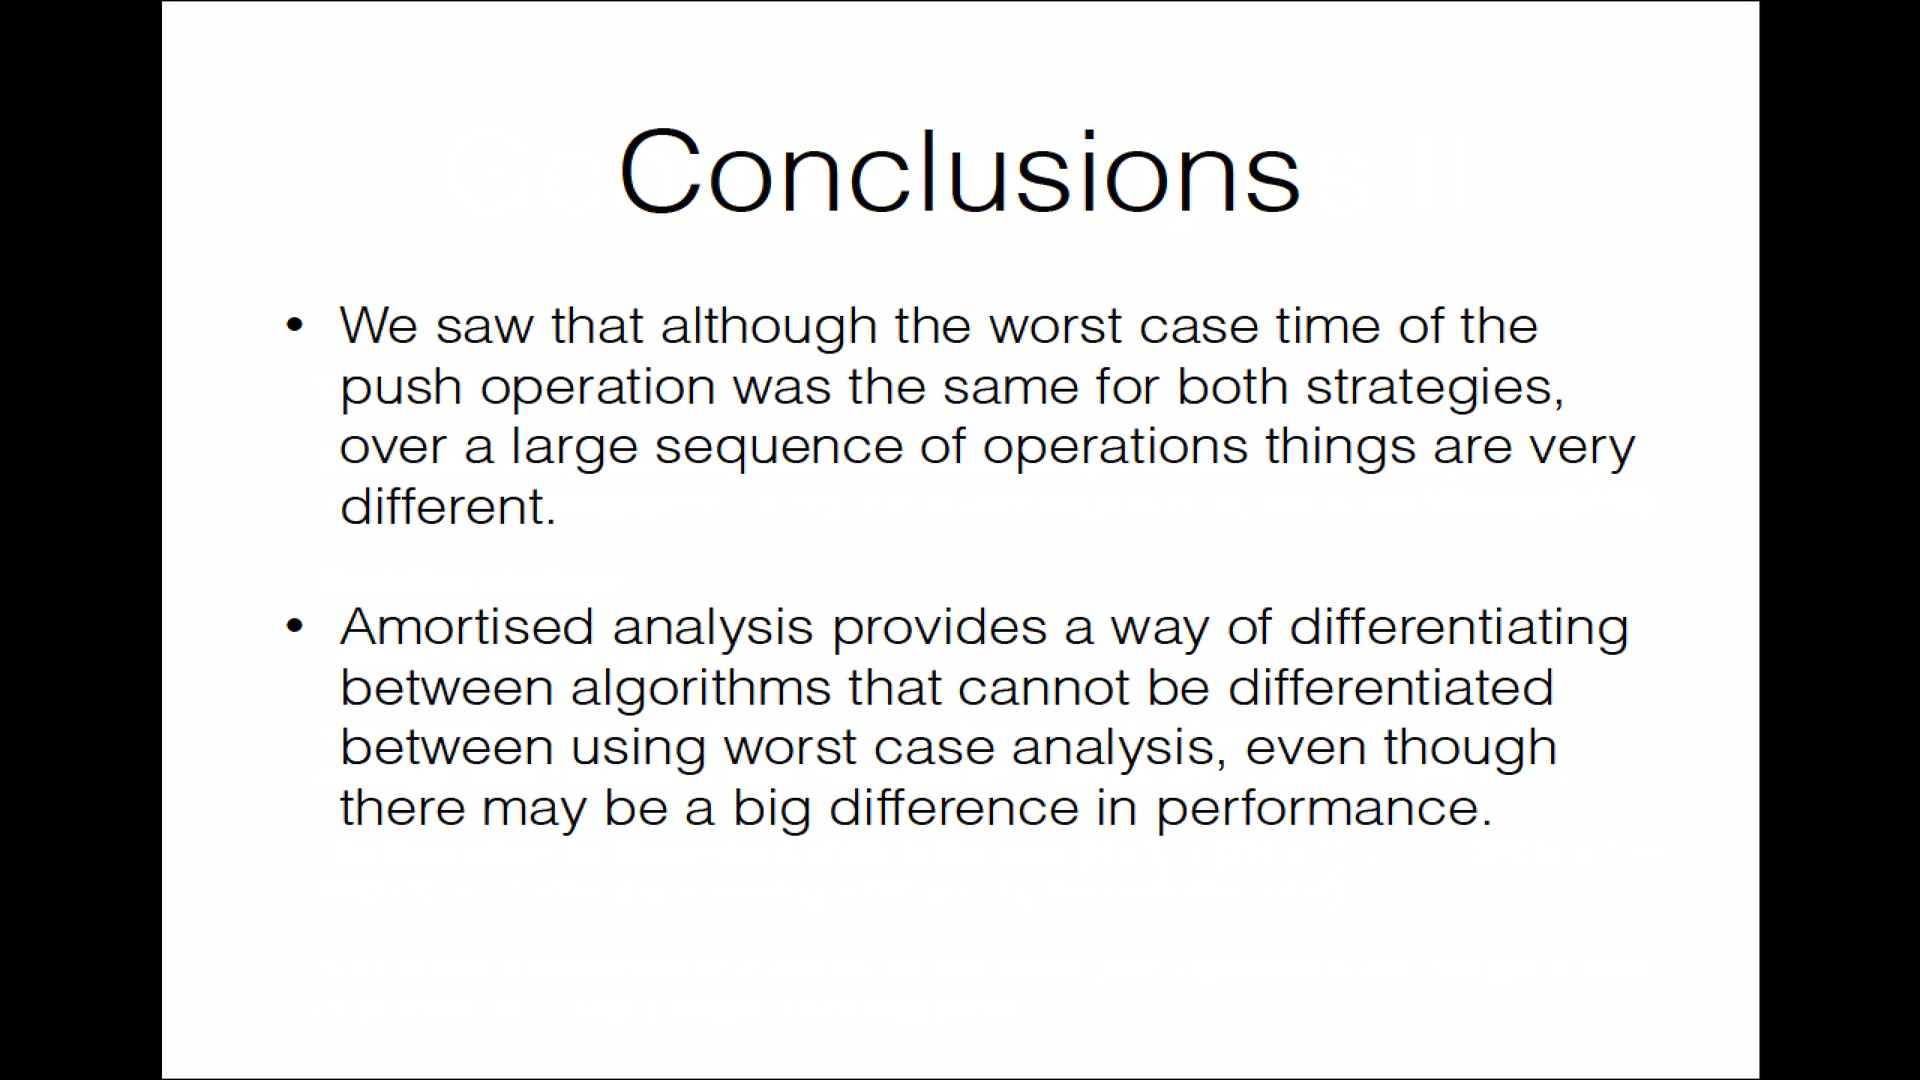 Conclusions
• We saw that although the worst case time of the
push operation was the same for both strategies,
over a large sequence of operations things are very
different.
• Amortised analysis provides a way of differentiating
between algorithms that cannot be differentiated
between using worst case analysis, even though
there may be a big difference in performance.